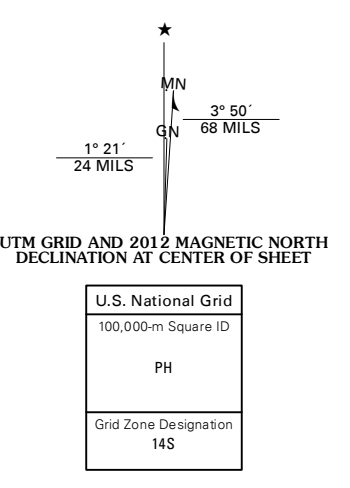 ★
MN
3° 50´
68 MILS
GN
1° 21´
24 MILS
UTM GRID AND 2012 MAGNETIC NORTH
DECLINATION AT CENTER OF SHEET
U.S. National Grid
100,000-m Square ID
PH
Grid Zone Designation
14S